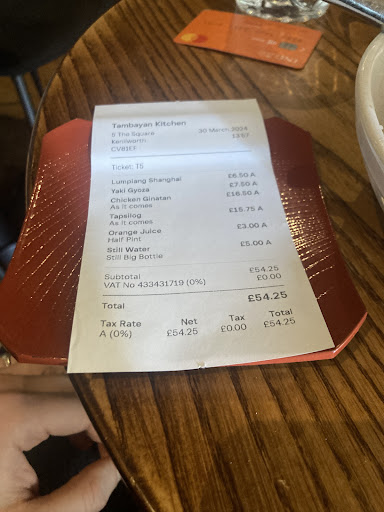 Tambayan Kitchen
5 The Square 30 March 2024
Kenilworth 13:57
CV81EF
Ticket: T5
Lumpiang Shanghai £6.50 A
Yaki Gyoza £7.50 A
Chicken Ginatan £16.50 A
As it comes
Tapsilog £15.75 A
As it comes
Orange Juice £3.00 A
Half Pint
Still Water £5.00 A
Still Big Bottle
Subtotal £54.25
VAT No 433431719 (0%) £0.00
Total £54.25
Tax Rate Net Tax Total
A (0%) £54.25 £0.00 £54.25